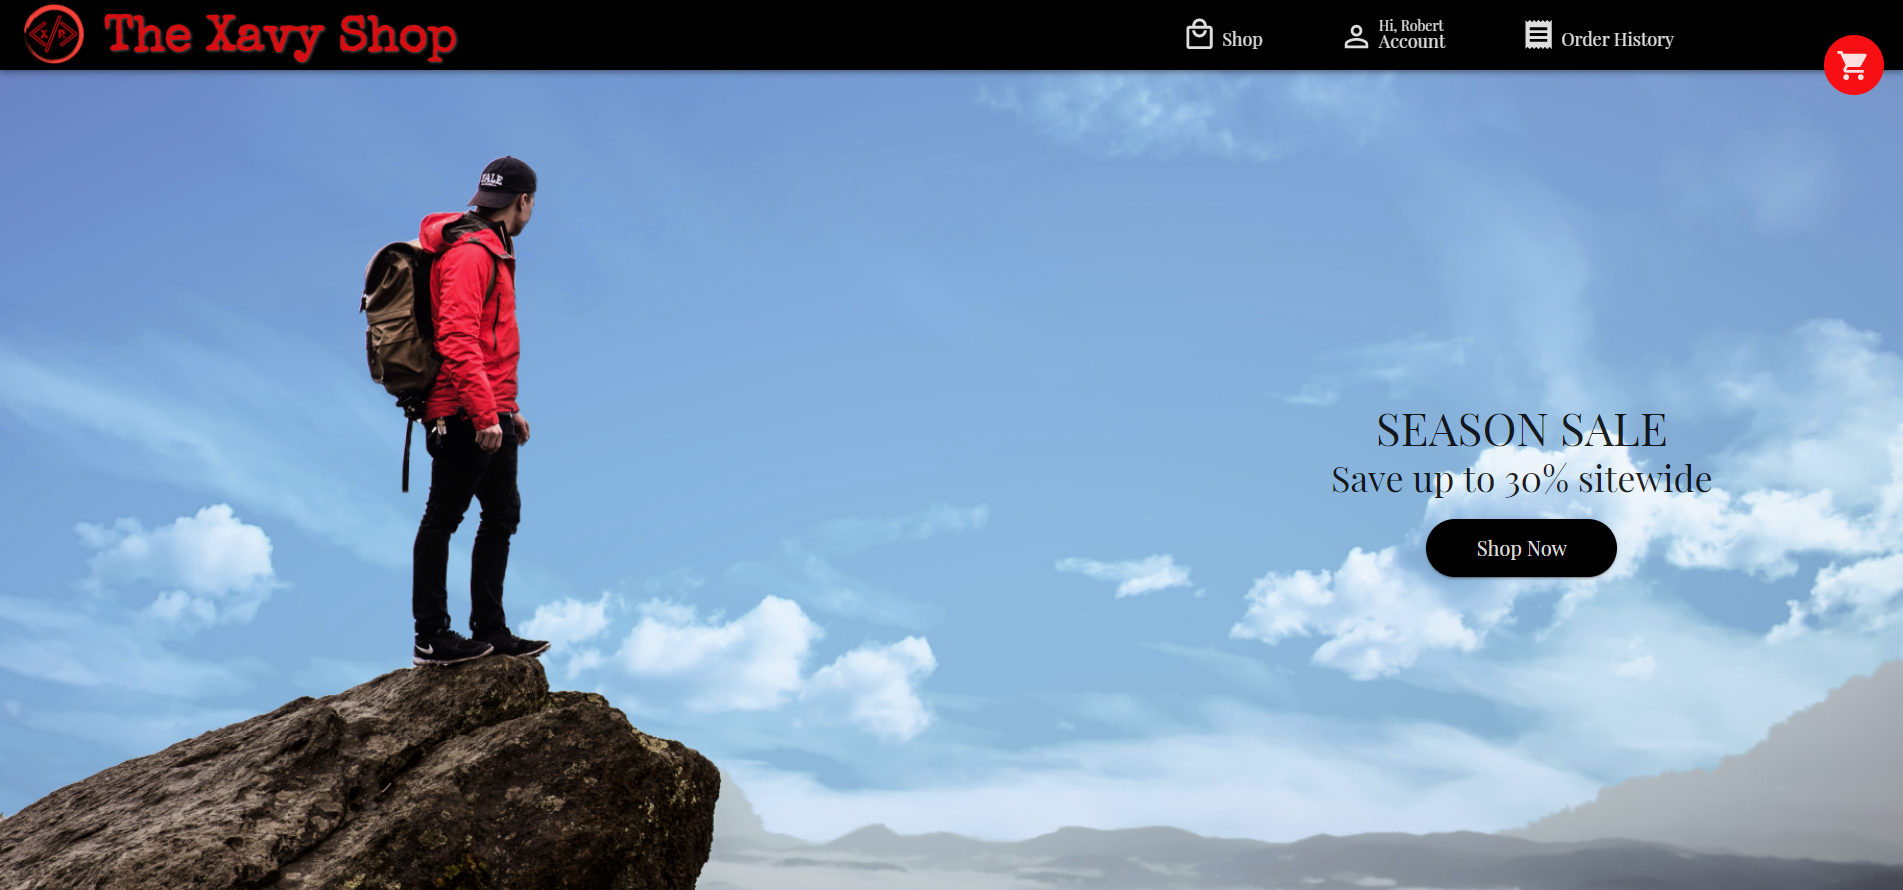 The Xavy Shop
Shop
Hi, Robert
Account
Order History
YALE
SEASON SALE
Save up to 30% sitewide
Shop Now